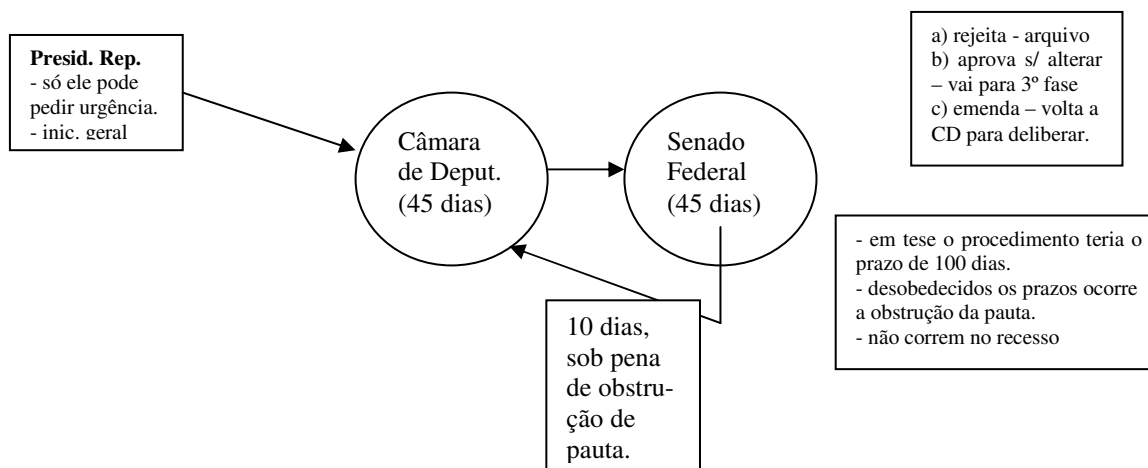 Presid. Rep.
- só ele pode
pedir urgência.
- inic. geral
Câmara
de Deput.
(45 dias)
Senado
Federal
(45 dias)
a) rejeita - arquivo
b) aprova s/ alterar
– vai para 3º fase
c) emenda – volta a
CD para deliberar.
- em tese o procedimento teria o
prazo de 100 dias.
- desobedecidos os prazos ocorre
a obstrução da pauta.
- não correm no recesso
10 dias,
sob pena
de obstru-
ção de
pauta.